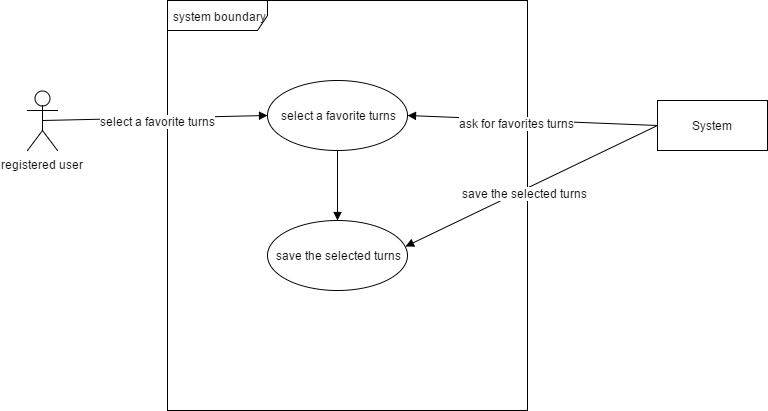 system boundary
select a favorite turns
select a favorite turns
ask for favorites turns
System
registered user
save the selected turns
save the selected turns